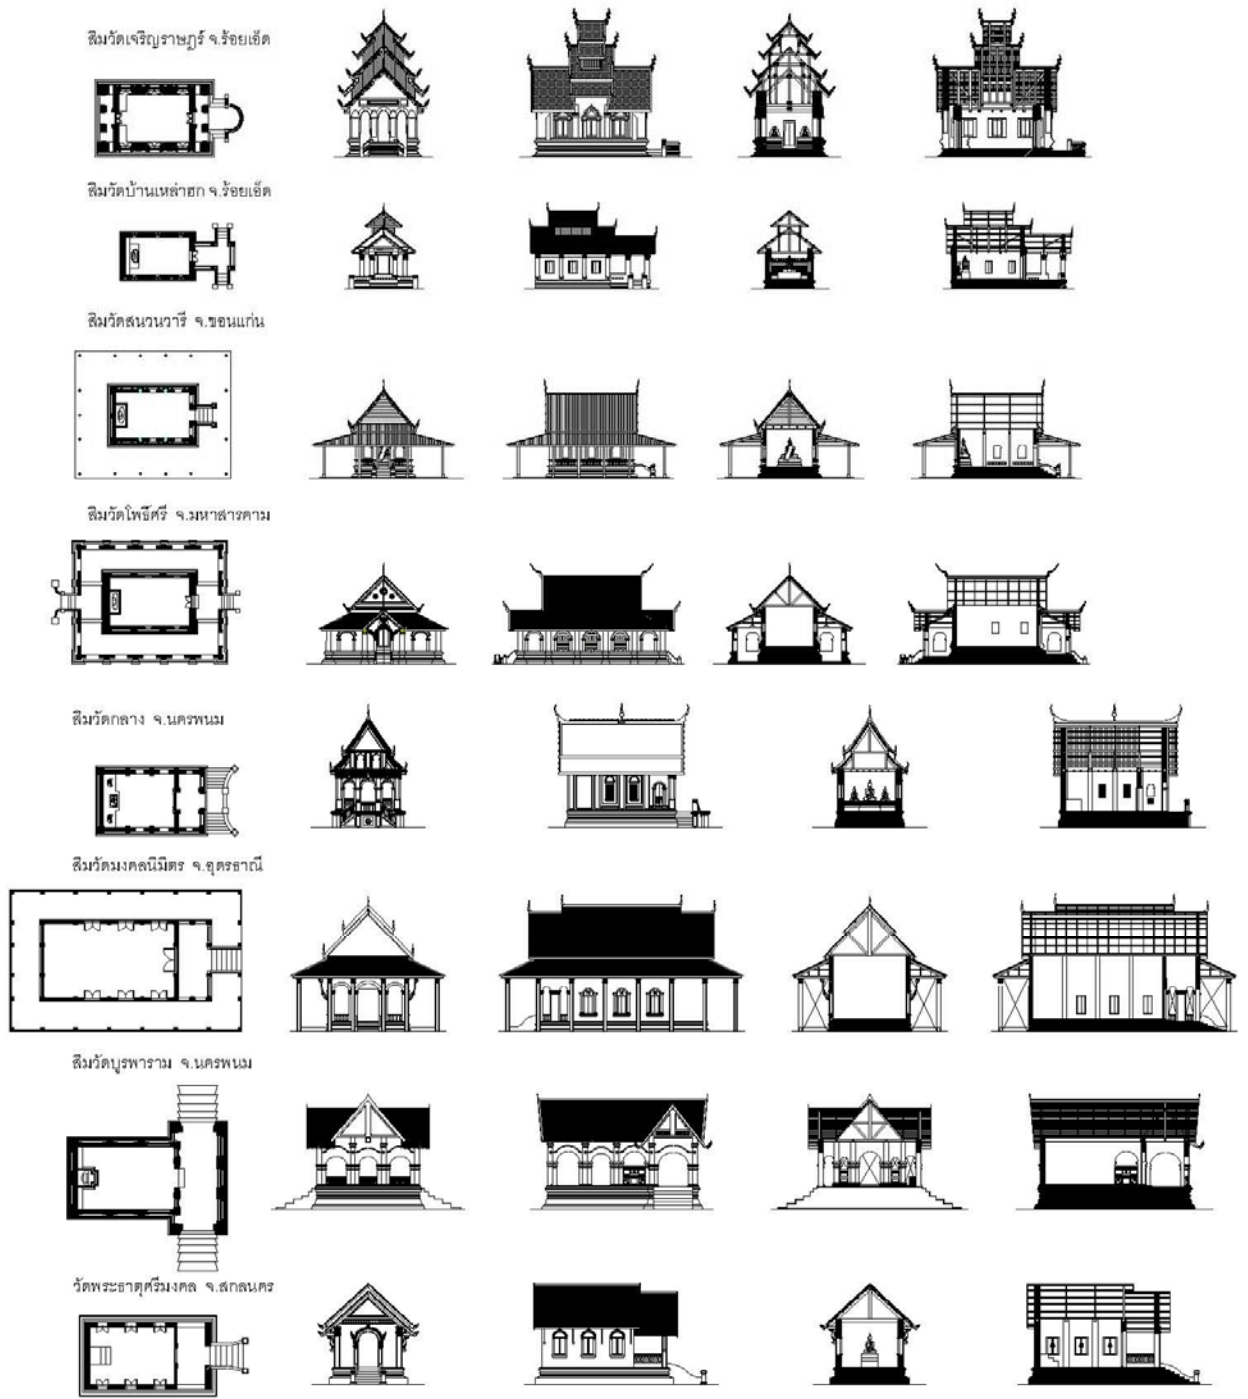 สิมวัดเจริญราษฎร์ จ.ร้อยเอ็ด
สิมวัดบ้านเหล่าฮก จ.ร้อยเอ็ด
สิมวัดสนวนวารี จ.ขอนแก่น
สิมวัดโพธิ์ศรี จ.มหาสารคาม
สิมวัดกลาง จ.นครพนม
สิมวัดมงคลนิมิตร จ.อุดรธาณี
สิมวัดบูรพาราม จ.นครพนม
วัดพระธาตุศรีมงคล จ.สกลนคร